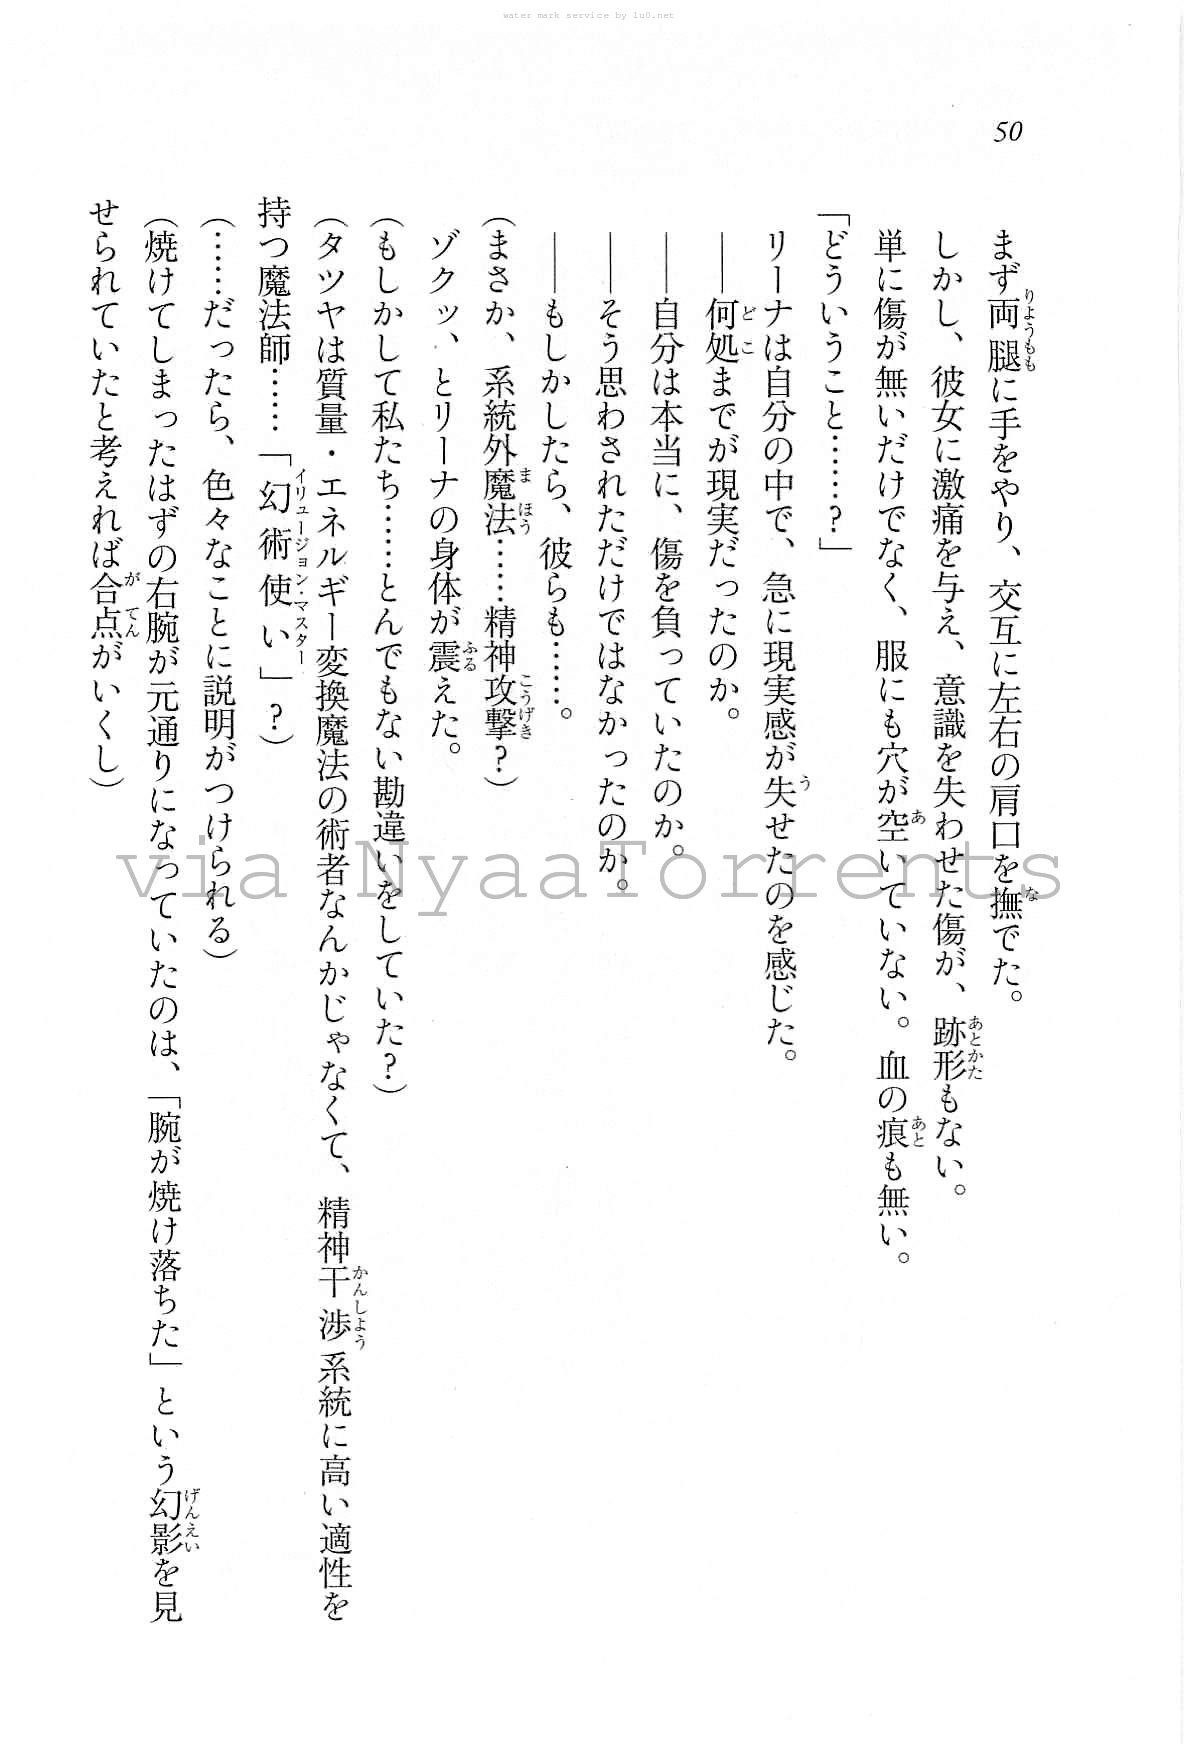 water mark service by lu0.net
50
まず両腿に手をやり、交互に左右の肩口を撫でた。
しかし、彼女に激痛を与え、意識を失わせた傷が、跡形もない。
単に傷が無いだけでなく、服にも穴が空いていない。血の痕も無い。
「どういうこと……？」
リーナは自分の中で、急に現実感が失せたのを感じた。
――何処までが現実だったのか。
――自分は本当に、傷を負っていたのか。
――そう思わされただけではなかったのか。
――もしかしたら、彼らも……。
（まさか、系統外魔法……精神攻撃？）
ゾクッ、とリーナの身体が震えた。
（もしかして私たち……とんでもない勘違いをしていた？）
（タツヤは質量・エネルギー変換魔法の術者なんかじゃなくて、精神干渉系統に高い適性を
持つ魔法師……「幻術使い」？）
（……だったら、色々なことに説明がつけられる）
（焼けてしまったはずの右腕が元通りになっていたのは、「腕が焼け落ちた」という幻影を見
せられていたと考えれば合点がいくし）
via NyaaTorrents